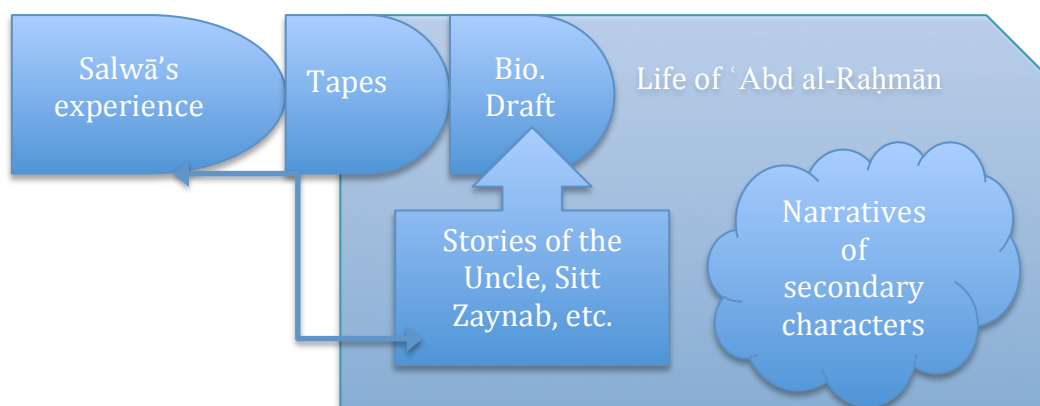 Salwā's
experience
Tapes
Bio.
Draft
Life of ʿAbd al-Raḥmān
Stories of the
Uncle, Sitt
Zaynab, etc.
Narratives
of
secondary
characters